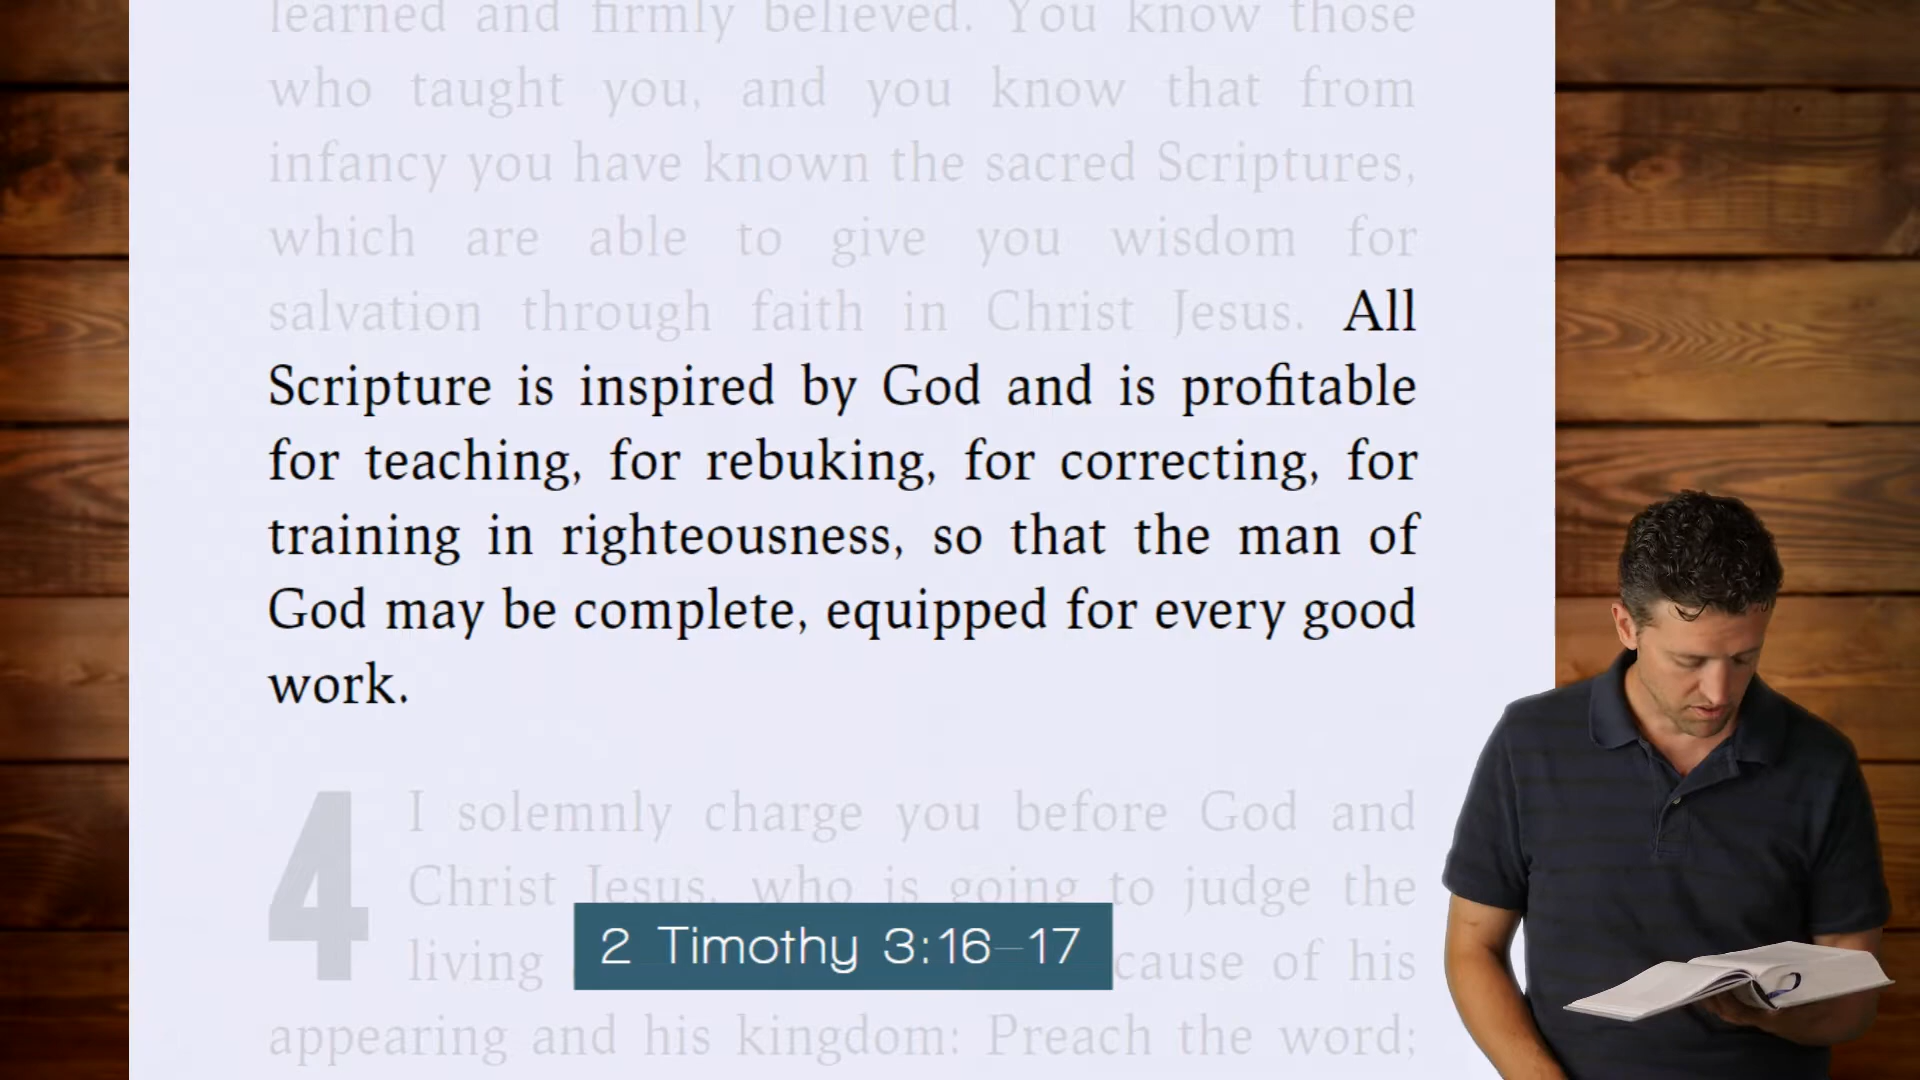 learned and firmly believed. You know those
who taught you, and you know that from
infancy you have known the sacred Scriptures,
which are able to give you wisdom for
salvation through faith in Christ Jesus. All
Scripture is inspired by God and is profitable
for teaching, for rebuking, for correcting, for
training in righteousness, so that the man of
God may be complete, equipped for every good
work.
4 I solemnly charge you before God and
Christ Jesus, who is going to judge the
living cause of his
2 Timothy 3:16–17
appearing and his kingdom: Preach the word;